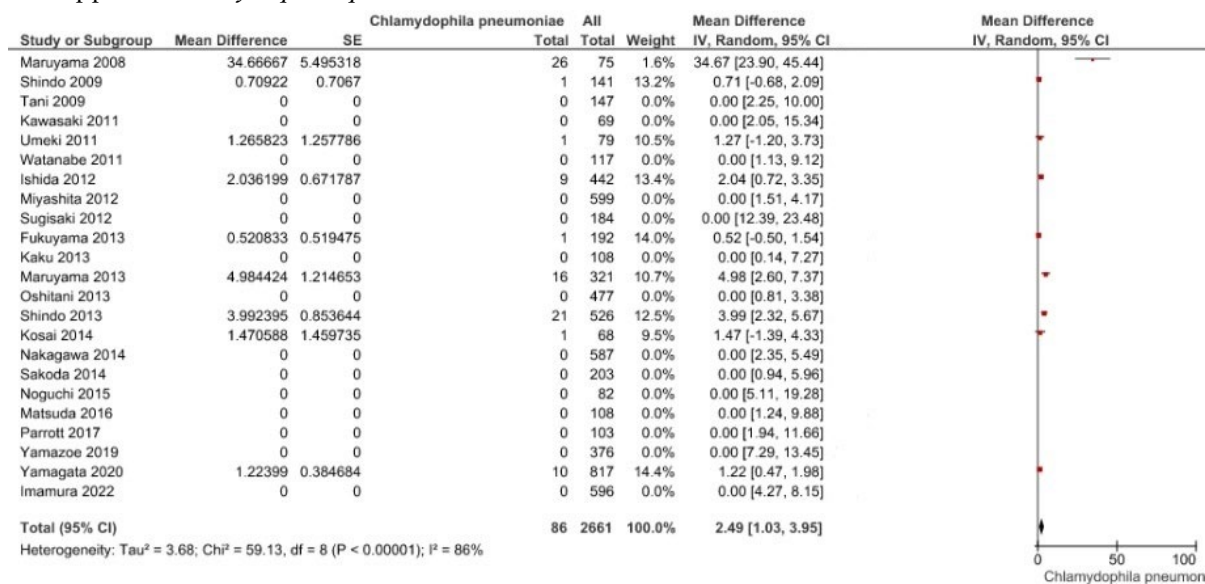 Chlamydophila pneumoniae All Mean Difference Mean Difference
Study or Subgroup Mean Difference SE Total Total Weight IV, Random, 95% CI IV, Random, 95% CI
Maruyama 2008 34.66667 5.495318 26 75 1.6% 34.67 [23.90, 45.44]
Shindo 2009 0.70922 0.7067 1 141 13.2% 0.71 [-0.68, 2.09]
Tani 2009 0 0 0 147 0.0% 0.00 [2.25, 10.00]
Kawasaki 2011 0 0 0 69 0.0% 0.00 [2.05, 15.34]
Umeki 2011 1.265823 1.257786 1 79 10.5% 1.27 [-1.20, 3.73]
Watanabe 2011 0 0 0 117 0.0% 0.00 [1.13, 9.12]
Ishida 2012 2.036199 0.671787 9 442 13.4% 2.04 [0.72, 3.35]
Miyashita 2012 0 0 0 599 0.0% 0.00 [1.51, 4.17]
Sugisaki 2012 0 0 0 184 0.0% 0.00 [12.39, 23.48]
Fukuyama 2013 0.520833 0.519475 1 192 14.0% 0.52 [-0.50, 1.54]
Kaku 2013 0 0 0 108 0.0% 0.00 [0.14, 7.27]
Maruyama 2013 4.984424 1.214653 16 321 10.7% 4.98 [2.60, 7.37]
Oshitani 2013 0 0 0 477 0.0% 0.00 [0.81, 3.38]
Shindo 2013 3.992395 0.853644 21 526 12.5% 3.99 [2.32, 5.67]
Kosai 2014 1.470588 1.459735 1 68 9.5% 1.47 [-1.39, 4.33]
Nakagawa 2014 0 0 0 587 0.0% 0.00 [2.35, 5.49]
Sakoda 2014 0 0 0 203 0.0% 0.00 [0.94, 5.96]
Noguchi 2015 0 0 0 82 0.0% 0.00 [5.11, 19.28]
Matsuda 2016 0 0 0 108 0.0% 0.00 [1.24, 9.88]
Parrott 2017 0 0 0 103 0.0% 0.00 [1.94, 11.66]
Yamazoe 2019 0 0 0 376 0.0% 0.00 [7.29, 13.45]
Yamagata 2020 1.22399 0.384684 10 817 14.4% 1.22 [0.47, 1.98]
Imamura 2022 0 0 0 596 0.0% 0.00 [4.27, 8.15]
Total (95% CI) 86 2661 100.0% 2.49 [1.03, 3.95]
Heterogeneity: Tau² = 3.68; Chi² = 59.13, df = 8 (P < 0.00001); I² = 86%
0 50 100
Chlamydophila pneumon